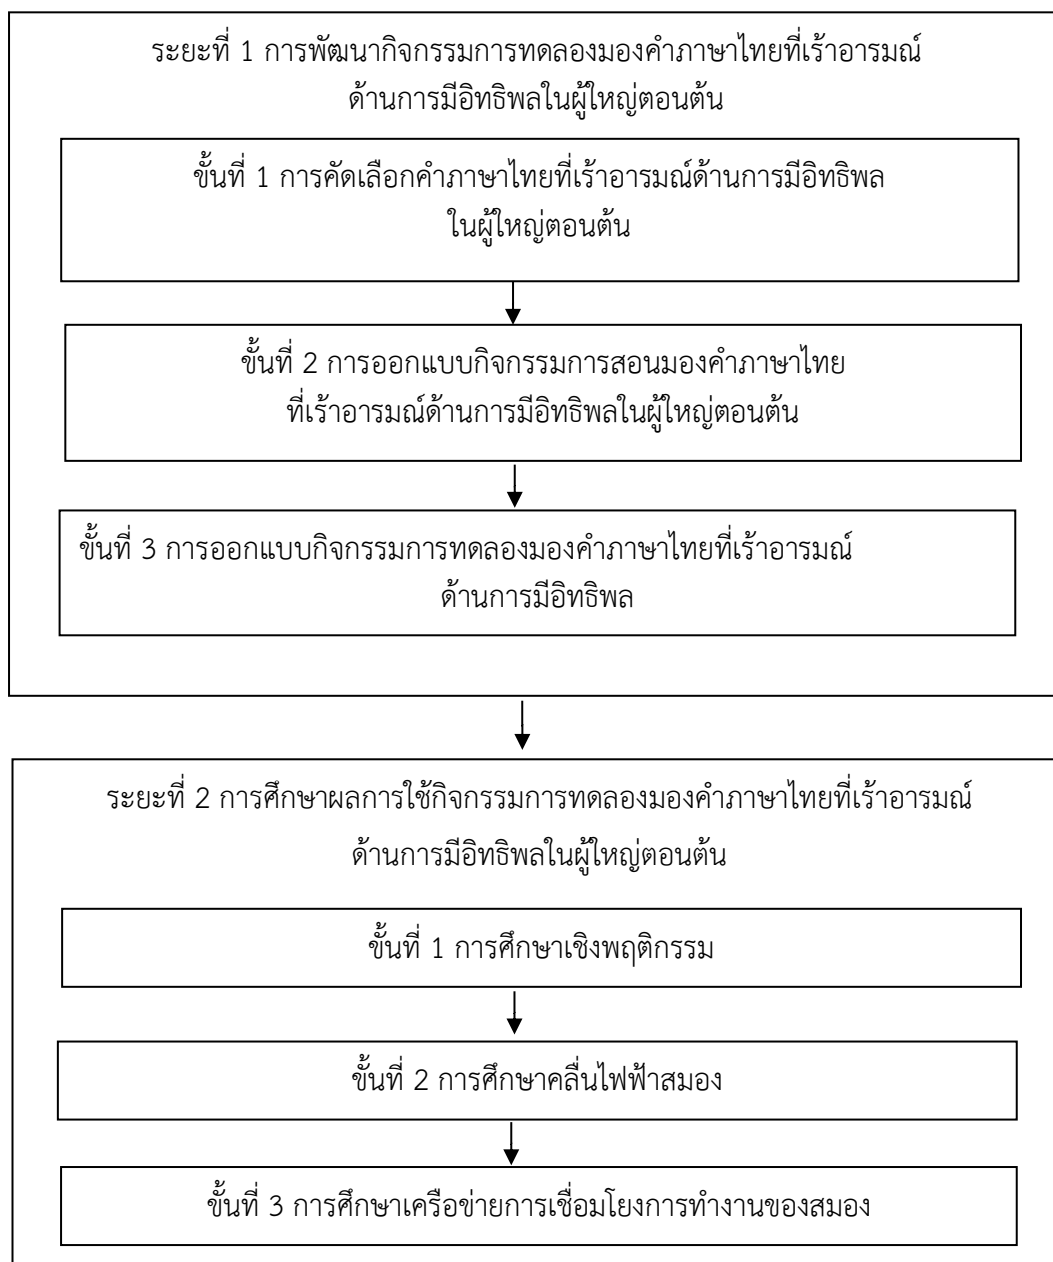 ระยะที่ 1 การพัฒนากิจกรรมการทดลองมองคำภาษาไทยที่เร้าอารมณ์
ด้านการมีอิทธิพลในผู้ใหญ่ตอนต้น
ขั้นที่ 1 การคัดเลือกคำภาษาไทยที่เร้าอารมณ์ด้านการมีอิทธิพล
ในผู้ใหญ่ตอนต้น
ขั้นที่ 2 การออกแบบกิจกรรมการสอนมองคำภาษาไทย
ที่เร้าอารมณ์ด้านการมีอิทธิพลในผู้ใหญ่ตอนต้น
ขั้นที่ 3 การออกแบบกิจกรรมการทดลองมองคำภาษาไทยที่เร้าอารมณ์
ด้านการมีอิทธิพล
ระยะที่ 2 การศึกษาผลการใช้กิจกรรมการทดลองมองคำภาษาไทยที่เร้าอารมณ์
ด้านการมีอิทธิพลในผู้ใหญ่ตอนต้น
ขั้นที่ 1 การศึกษาเชิงพฤติกรรม
ขั้นที่ 2 การศึกษาคลื่นไฟฟ้าสมอง
ขั้นที่ 3 การศึกษาเครือข่ายการเชื่อมโยงการทำงานของสมอง